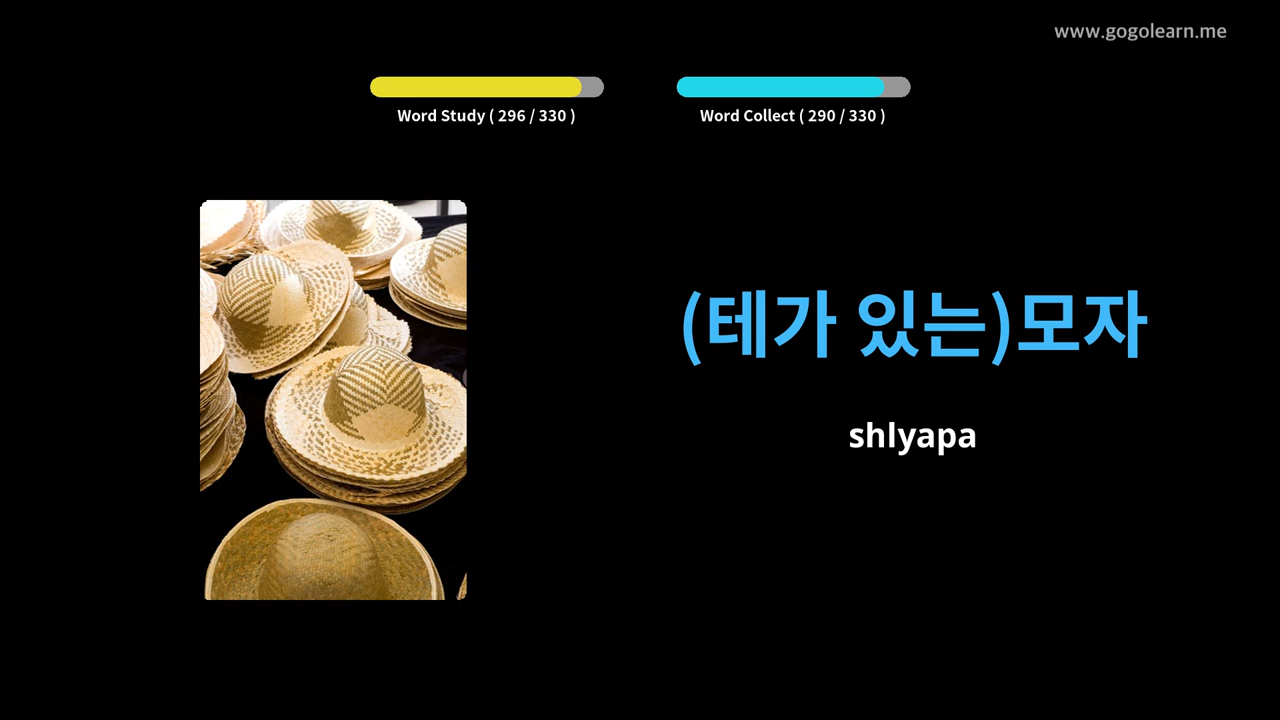 www.gogolearn.me
Word Study ( 296 / 330 )
Word Collect ( 290 / 330 )
(테가 있는)모자
shlyapa